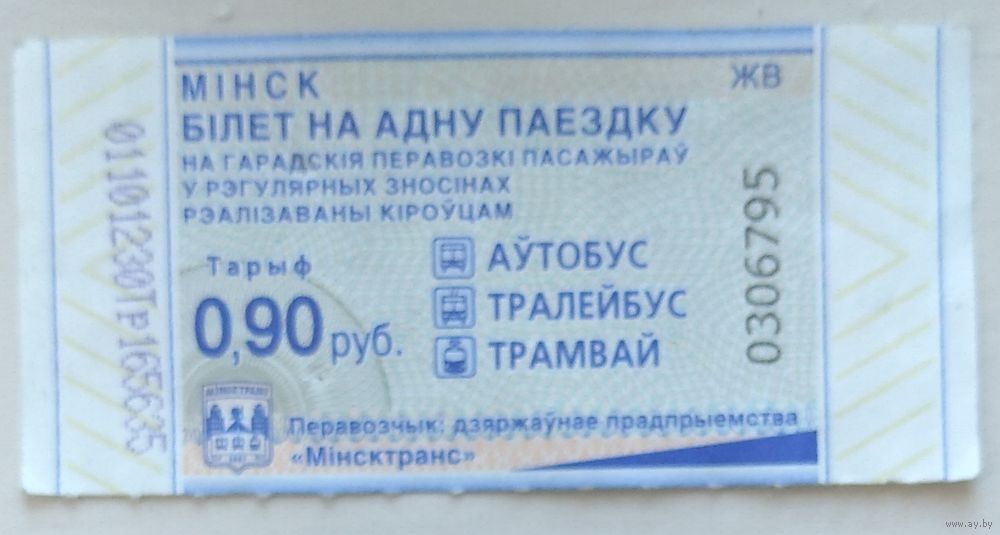 МІНСК
ЖВ
БІЛЕТ НА АДНУ ПАЕЗДКУ
НА ГАРАДСКІЯ ПЕРАВОЗКІ ПАСАЖЫРАЎ
У РЭГУЛЯРНЫХ ЗНОСІНАХ
РЭАЛІЗАВАНЫ КІРОЎЦАМ
Тарыф
0,90 руб.
АЎТОБУС
ТРАЛЕЙБУС
ТРАМВАЙ
0306795
МІНСКТРАНС
Перавозчык: дзяржаўнае прадпрыемства
«Мінсктранс»
www.ay.by